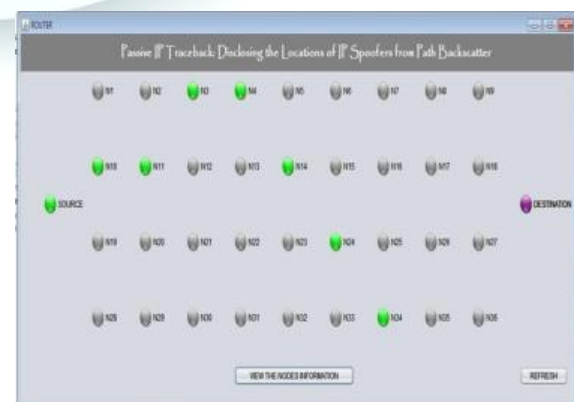 ROUTER
Passive IP Traceback: Disclosing the Locations of IP Spoofers from Path Backscatter
N1 N2 N3 N4 N5 N6 N7 N8 N9
N10 N11 N12 N13 N14 N15 N16 N17 N18
SOURCE
DESTINATION
N19 N20 N21 N22 N23 N24 N25 N26 N27
N28 N29 N30 N31 N32 N33 N34 N35 N36
VIEW THE NODES INFORMATION
REFRESH